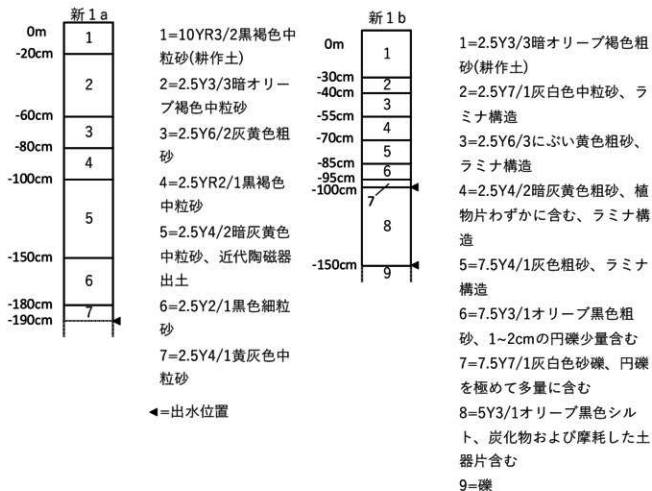 新1a
0m
-20cm
-60cm
-80cm
-100cm
-150cm
-180cm
-190cm
1
2
3
4
5
6
7
1=10YR3/2黒褐色中
粒砂(耕作土)
2=2.5Y3/3暗オリー
ブ褐色中粒砂
3=2.5Y6/2灰黄色粗
砂
4=2.5YR2/1黒褐色
中粒砂
5=2.5Y4/2暗灰黄色
中粒砂、近代陶磁器
出土
6=2.5Y2/1黒色細粒
砂
7=2.5Y4/1黄灰色中
粒砂
◄=出水位置
新1b
0m
-30cm
-40cm
-55cm
-70cm
-85cm
-95cm
-100cm
-150cm
1
2
3
4
5
6
7
8
9
1=2.5Y3/3暗オリーブ褐色粗
砂(耕作土)
2=2.5Y7/1灰白色中粒砂、ラ
ミナ構造
3=2.5Y6/3にぶい黄色粗砂、
ラミナ構造
4=2.5Y4/2暗灰黄色粗砂、植
物片わずかに含む、ラミナ構
造
5=7.5Y4/1灰色粗砂、ラミナ
構造
6=7.5Y3/1オリーブ黒色粗
砂、1~2cmの円礫少量含む
7=7.5Y7/1灰白色砂礫、円礫
を極めて多量に含む
8=5Y3/1オリーブ黒色シル
ト、炭化物および摩耗した土
器片含む
9=礫